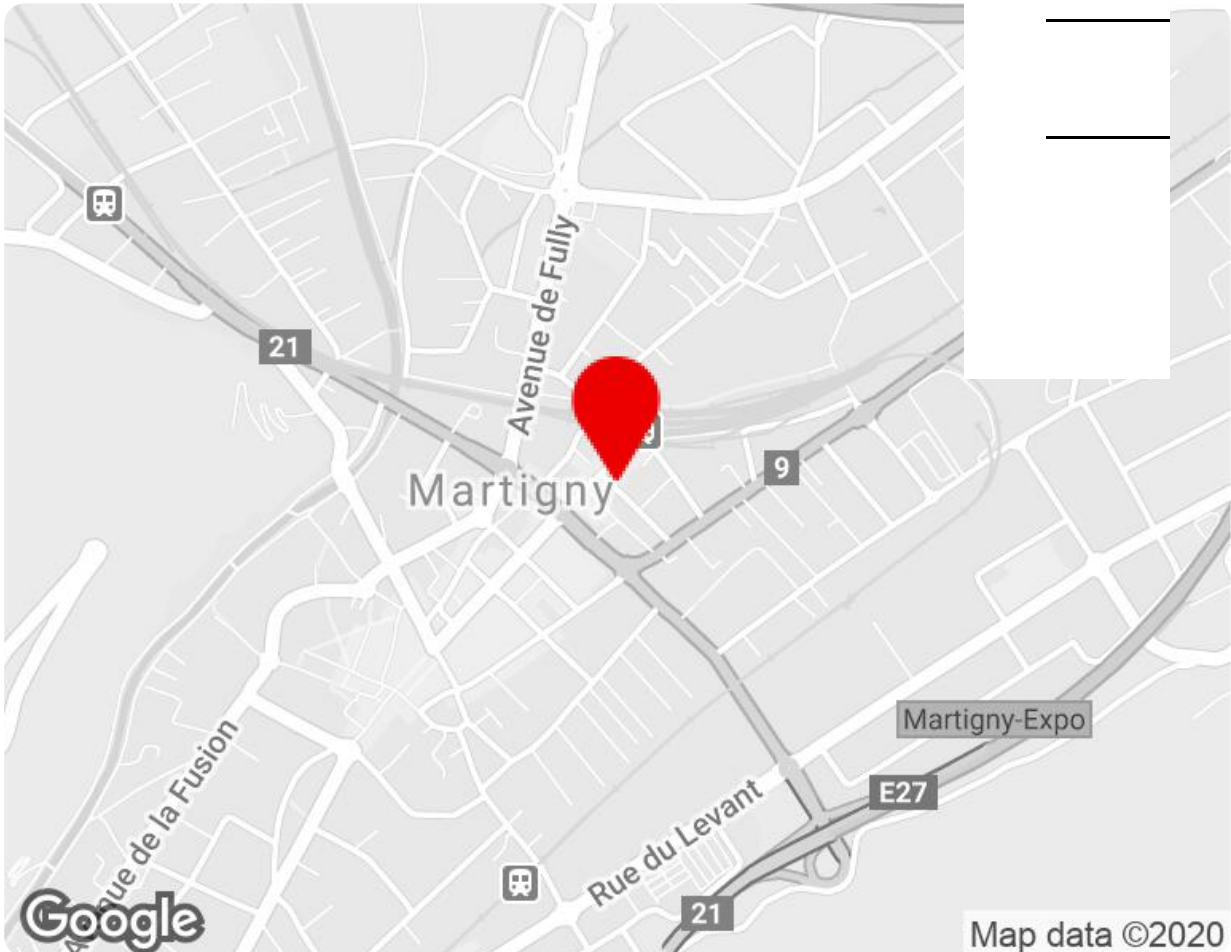 21
Avenue de Fully
9
Martigny
Martigny-Expo
E27
Avenue de la Fusion
Rue du Levant
21
Google
Map data ©2020